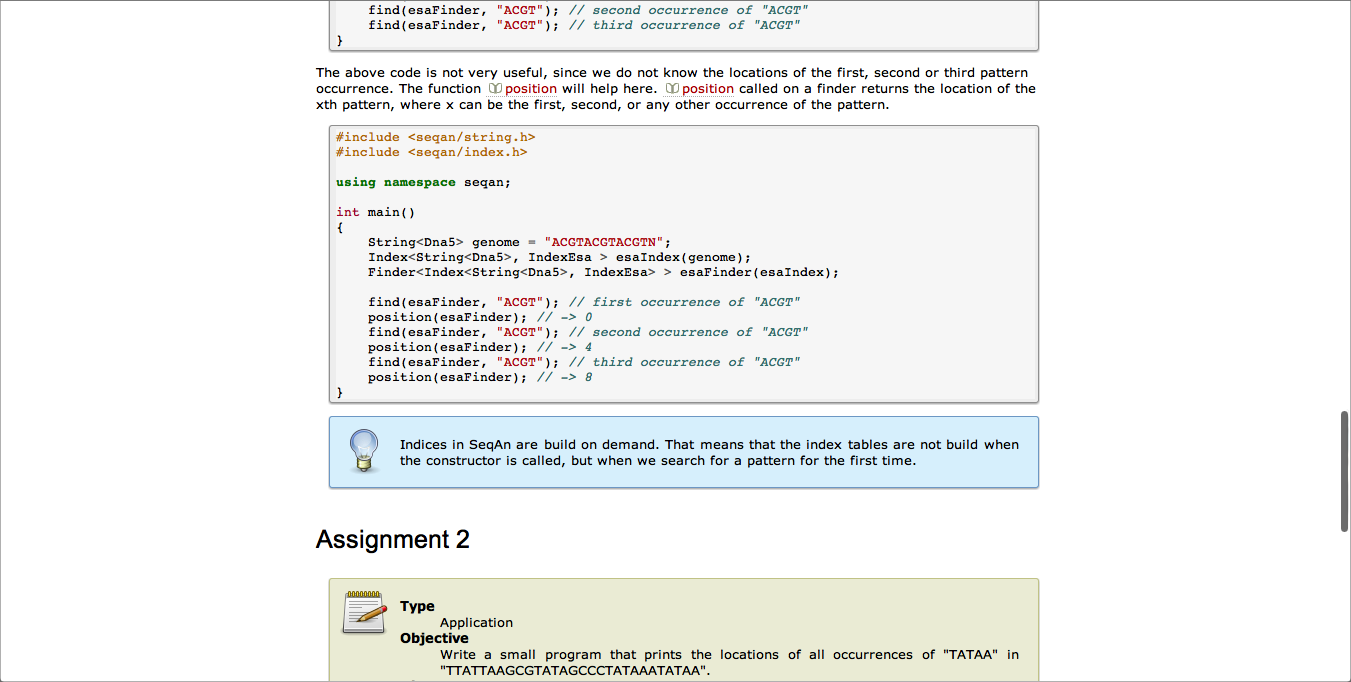 find(esaFinder, "ACGT"); // second occurrence of "ACGT"
find(esaFinder, "ACGT"); // third occurrence of "ACGT"
}
The above code is not very useful, since we do not know the locations of the first, second or third pattern
occurrence. The function position will help here. position called on a finder returns the location of the
xth pattern, where x can be the first, second, or any other occurrence of the pattern.
#include <seqan/string.h>
#include <seqan/index.h>
using namespace seqan;
int main()
{
String<Dna5> genome = "ACGTACGTACGTN";
Index<String<Dna5>, IndexEsa > esaIndex(genome);
Finder<Index<String<Dna5>, IndexEsa> > esaFinder(esaIndex);
find(esaFinder, "ACGT"); // first occurrence of "ACGT"
position(esaFinder); // -> 0
find(esaFinder, "ACGT"); // second occurrence of "ACGT"
position(esaFinder); // -> 4
find(esaFinder, "ACGT"); // third occurrence of "ACGT"
position(esaFinder); // -> 8
}
Indices in SeqAn are build on demand. That means that the index tables are not build when
the constructor is called, but when we search for a pattern for the first time.
Assignment 2
Type
Application
Objective
Write a small program that prints the locations of all occurrences of "TATAA" in
"TTATTAAGCGTATAGCCCTATAAATATAA".